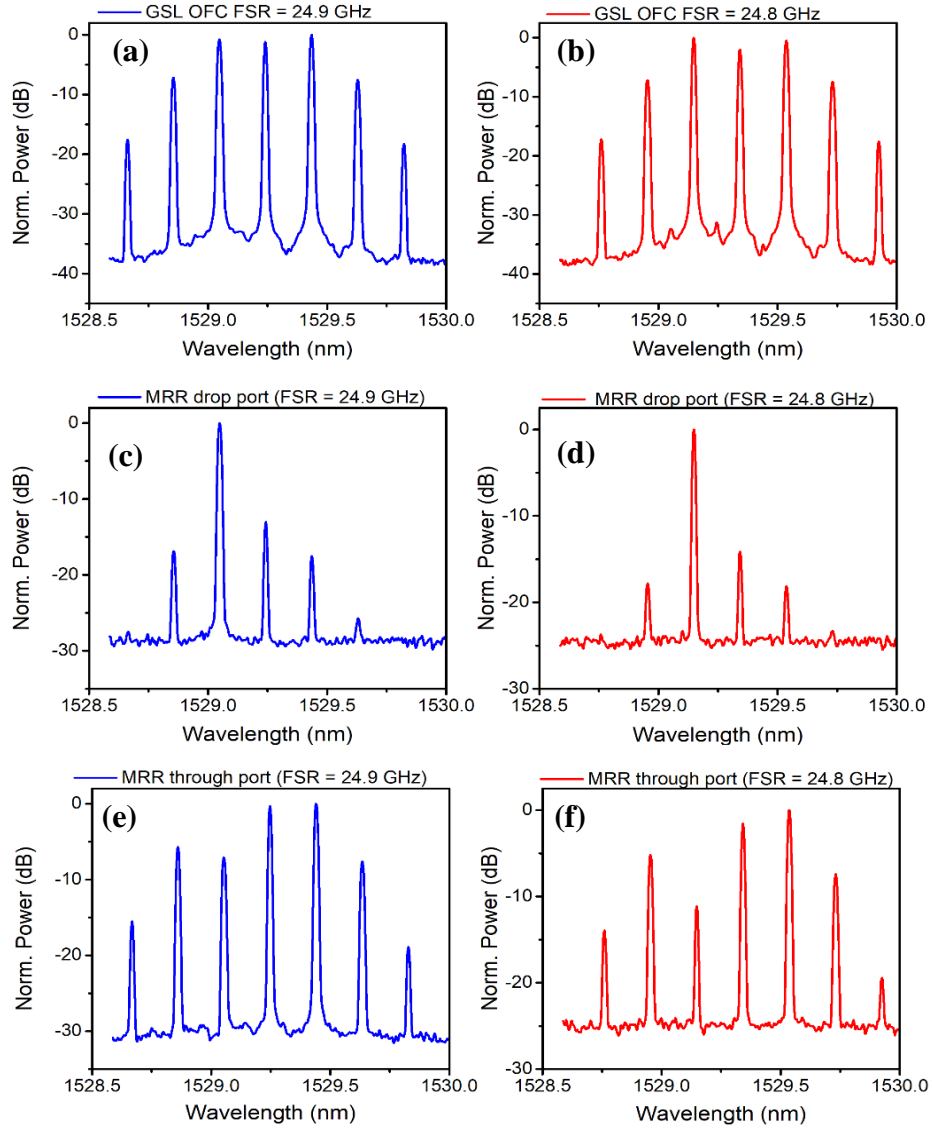 GSL OFC FSR = 24.9 GHz
(a)
Norm. Power (dB)
0
-10
-20
-30
-40
1528.5
1529.0
1529.5
1530.0
Wavelength (nm)
GSL OFC FSR = 24.8 GHz
(b)
Norm. Power (dB)
0
-10
-20
-30
-40
1528.5
1529.0
1529.5
1530.0
Wavelength (nm)
MRR drop port (FSR = 24.9 GHz)
(c)
Norm. Power (dB)
0
-10
-20
-30
1528.5
1529.0
1529.5
1530.0
Wavelength (nm)
MRR drop port (FSR = 24.8 GHz)
(d)
Norm. Power (dB)
0
-10
-20
-30
1528.5
1529.0
1529.5
1530.0
Wavelength (nm)
MRR through port (FSR = 24.9 GHz)
(e)
Norm. Power (dB)
0
-10
-20
-30
1528.5
1529.0
1529.5
1530.0
Wavelength (nm)
MRR through port (FSR = 24.8 GHz)
(f)
Norm. Power (dB)
0
-10
-20
-30
1528.5
1529.0
1529.5
1530.0
Wavelength (nm)